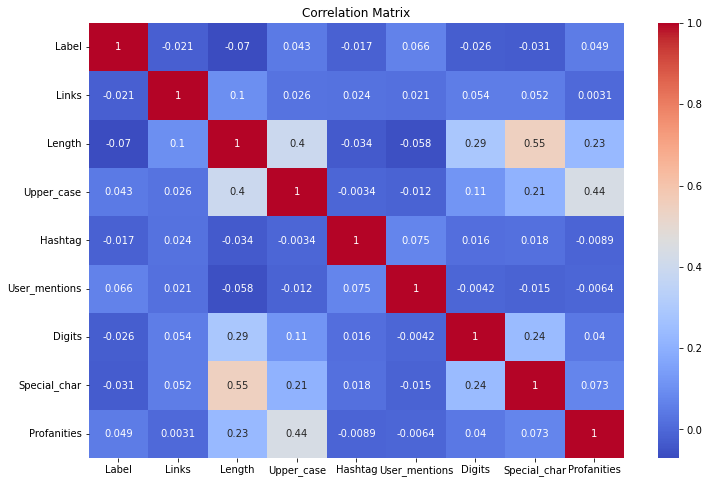 Correlation Matrix
Label 1 -0.021 -0.07 0.043 -0.017 0.066 -0.026 -0.031 0.049
Links -0.021 1 0.1 0.026 0.024 0.021 0.054 0.052 0.0031
Length -0.07 0.1 1 0.4 -0.034 -0.058 0.29 0.55 0.23
Upper_case 0.043 0.026 0.4 1 -0.0034 -0.012 0.11 0.21 0.44
Hashtag -0.017 0.024 -0.034 -0.0034 1 0.075 0.016 0.018 -0.0089
User_mentions 0.066 0.021 -0.058 -0.012 0.075 1 -0.0042 -0.015 -0.0064
Digits -0.026 0.054 0.29 0.11 0.016 -0.0042 1 0.24 0.04
Special_char -0.031 0.052 0.55 0.21 0.018 -0.015 0.24 1 0.073
Profanities 0.049 0.0031 0.23 0.44 -0.0089 -0.0064 0.04 0.073 1
Label Links Length Upper_case Hashtag User_mentions Digits Special_char Profanities
1.0
0.8
0.6
0.4
0.2
0.0